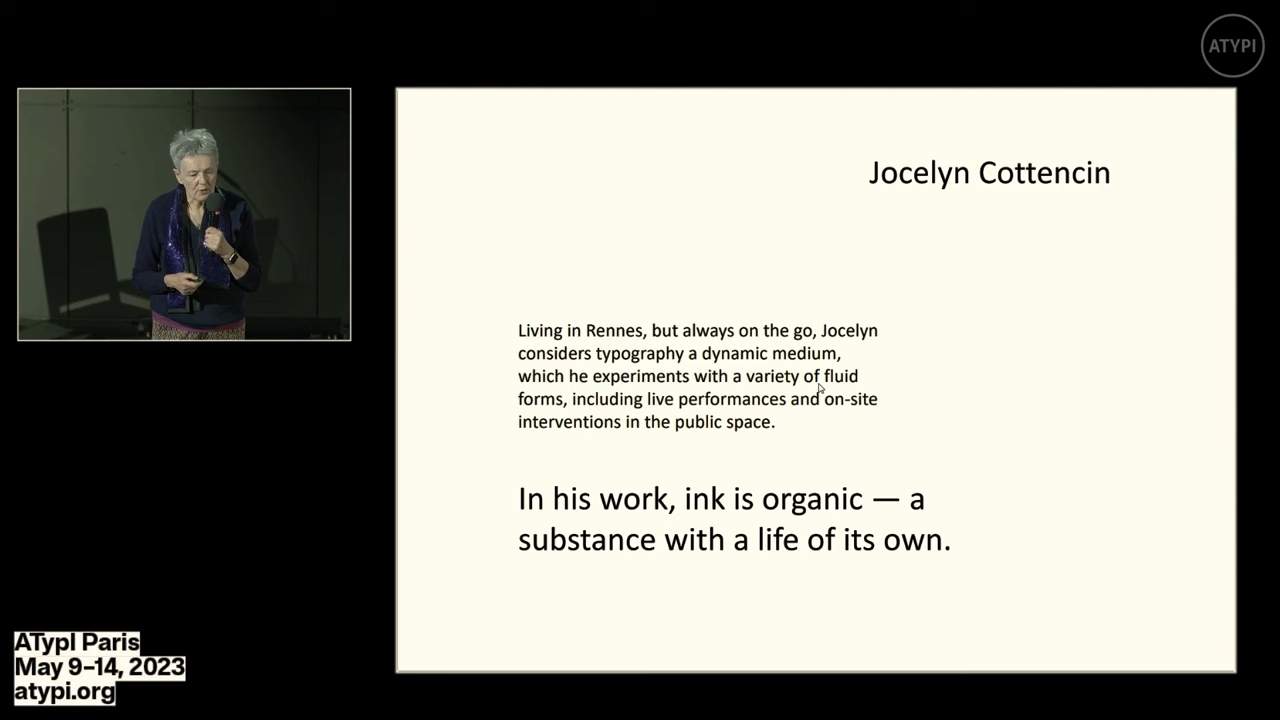 ATYPI
Jocelyn Cottencin
Living in Rennes, but always on the go, Jocelyn
considers typography a dynamic medium,
which he experiments with a variety of fluid
forms, including live performances and on-site
interventions in the public space.
In his work, ink is organic — a
substance with a life of its own.
ATypI Paris
May 9–14, 2023
atypi.org